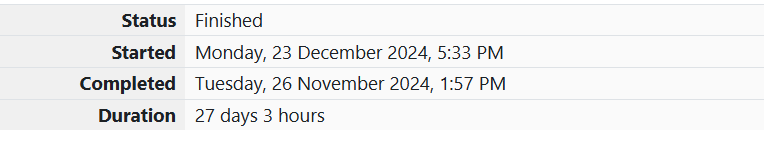 Status Finished
Started Monday, 23 December 2024, 5:33 PM
Completed Tuesday, 26 November 2024, 1:57 PM
Duration 27 days 3 hours